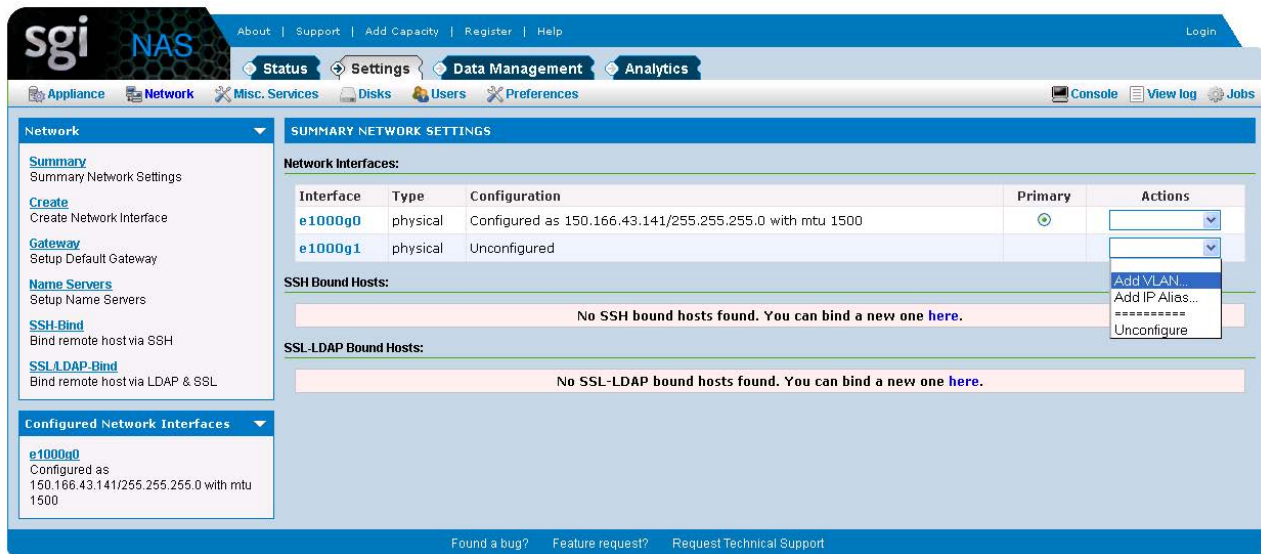 sgi NAS
About | Support | Add Capacity | Register | Help
Login
Status Settings Data Management Analytics
Appliance Network Misc. Services Disks Users Preferences
Console View log Jobs
Network
Summary
Summary Network Settings
Create
Create Network Interface
Gateway
Setup Default Gateway
Name Servers
Setup Name Servers
SSH-Bind
Bind remote host via SSH
SSL/LDAP-Bind
Bind remote host via LDAP & SSL
Configured Network Interfaces
e1000g0
Configured as
150.166.43.141/255.255.255.0 with mtu
1500
SUMMARY NETWORK SETTINGS
Network Interfaces:
Interface Type Configuration Primary Actions
e1000g0 physical Configured as 150.166.43.141/255.255.255.0 with mtu 1500
e1000g1 physical Unconfigured
Add VLAN...
Add IP Alias...
==========
Unconfigure
SSH Bound Hosts:
No SSH bound hosts found. You can bind a new one here.
SSL-LDAP Bound Hosts:
No SSL-LDAP bound hosts found. You can bind a new one here.
Found a bug? Feature request? Request Technical Support